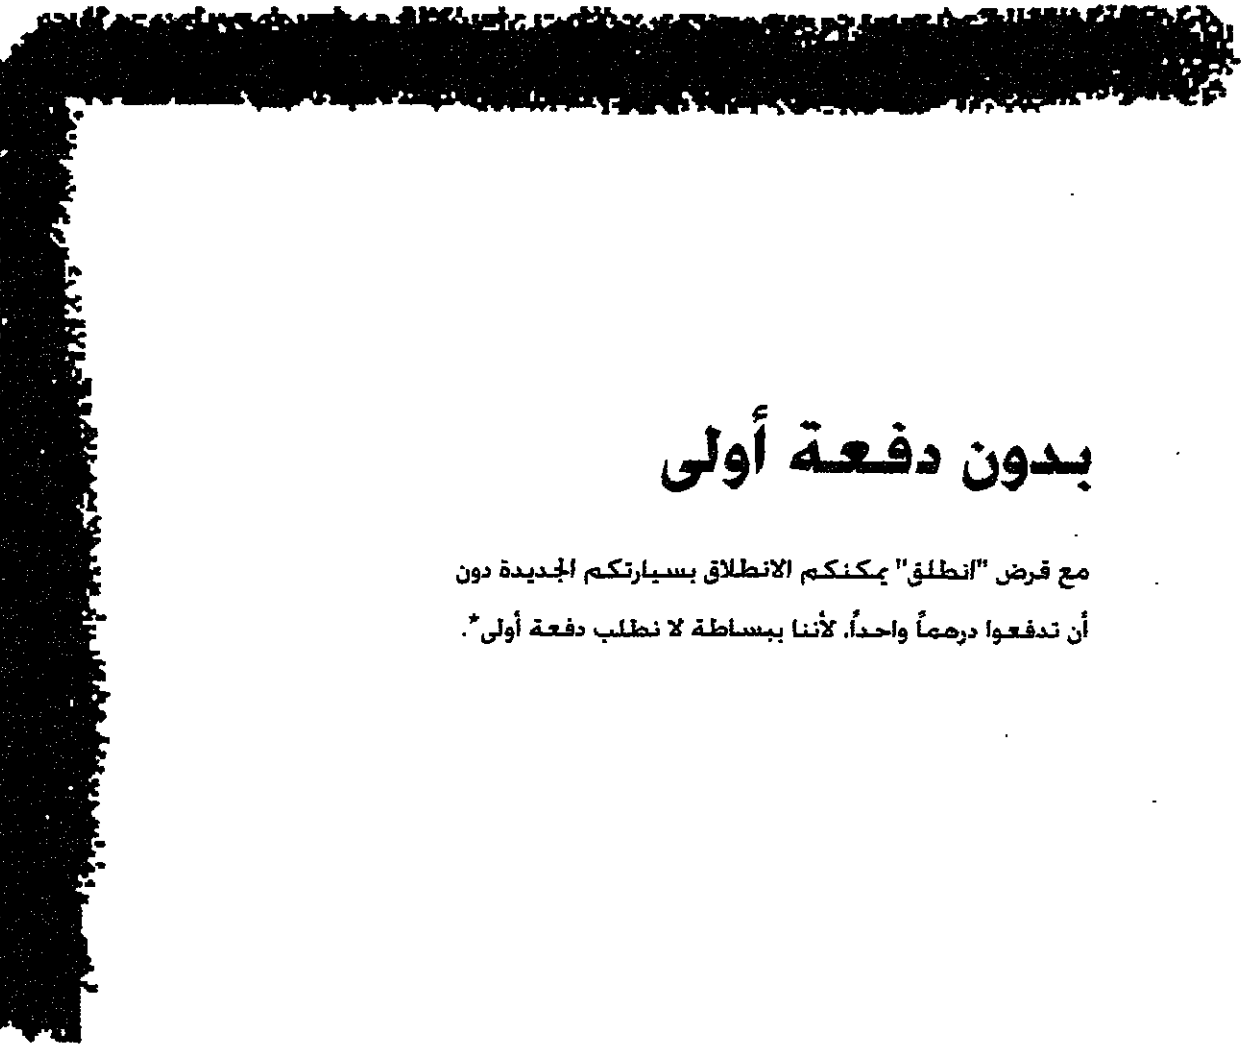 بدون دفعة أولى
مع قرض "انطلق" يمكنكم الانطلاق بسيارتكم الجديدة دون
أن تدفعوا درهماً واحداً، لأننا ببساطة لا نطلب دفعة أولى*.